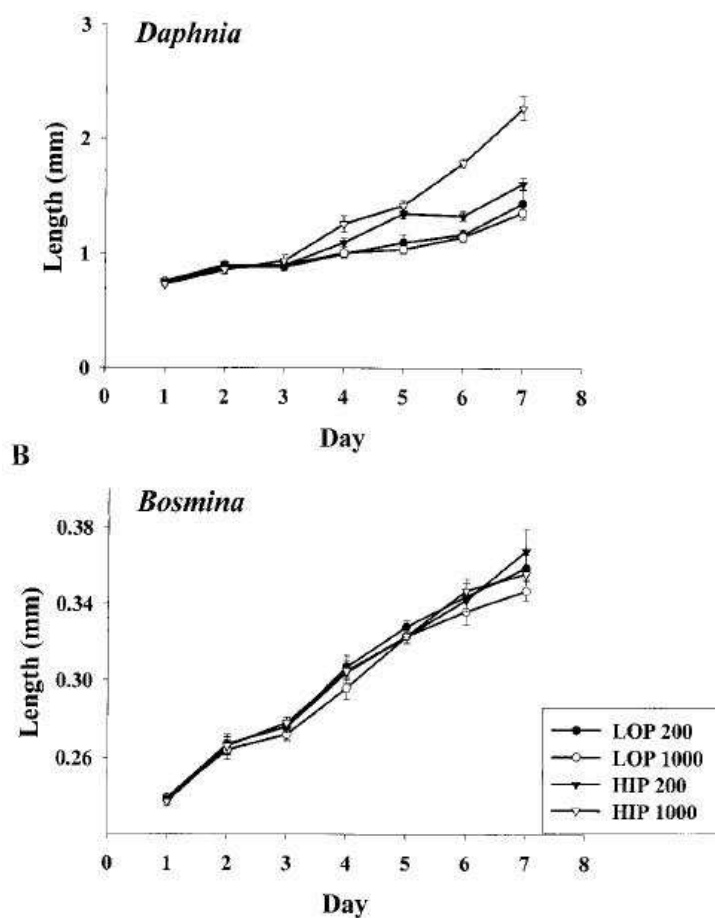 3
Daphnia
2
1
0
Length (mm)
0 1 2 3 4 5 6 7 8
Day
B
Bosmina
0.38
0.34
0.30
0.26
Length (mm)
0 1 2 3 4 5 6 7 8
Day
LOP 200
LOP 1000
HIP 200
HIP 1000